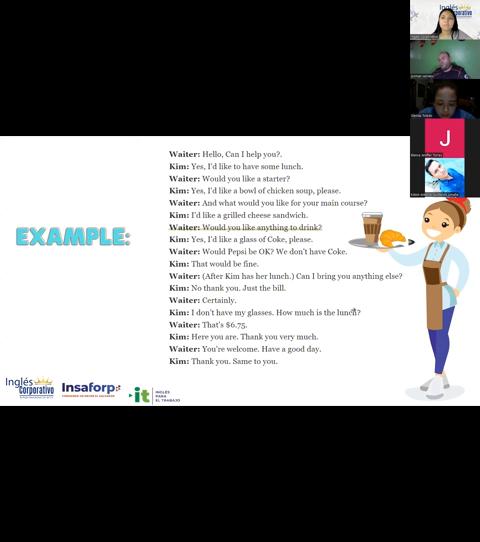 Inglés
Corporativo
J
EXAMPLE:
Waiter: Hello, Can I help you?.
Kim: Yes, I'd like to have some lunch.
Waiter: Would you like a starter?
Kim: Yes, I'd like a bowl of chicken soup, please.
Waiter: And what would you like for your main course?
Kim: I'd like a grilled cheese sandwich.
Waiter: Would you like anything to drink?
Kim: Yes, I'd like a glass of Coke, please.
Waiter: Would Pepsi be OK? We don't have Coke.
Kim: That would be fine.
Waiter: (After Kim has her lunch.) Can I bring you anything else?
Kim: No thank you. Just the bill.
Waiter: Certainly.
Kim: I don't have my glasses. How much is the lunch?
Waiter: That's $6.75.
Kim: Here you are. Thank you very much.
Waiter: You're welcome. Have a good day.
Kim: Thank you. Same to you.
Inglés
Corporativo
Insaforp
it
INGLÉS
PARA
EL TRABAJO